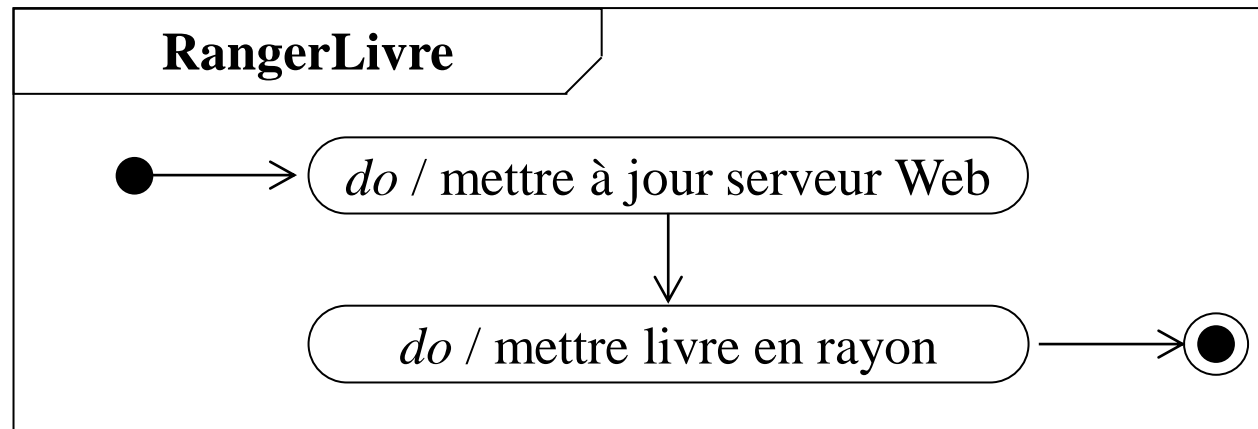 RangerLivre
do / mettre à jour serveur Web
do / mettre livre en rayon